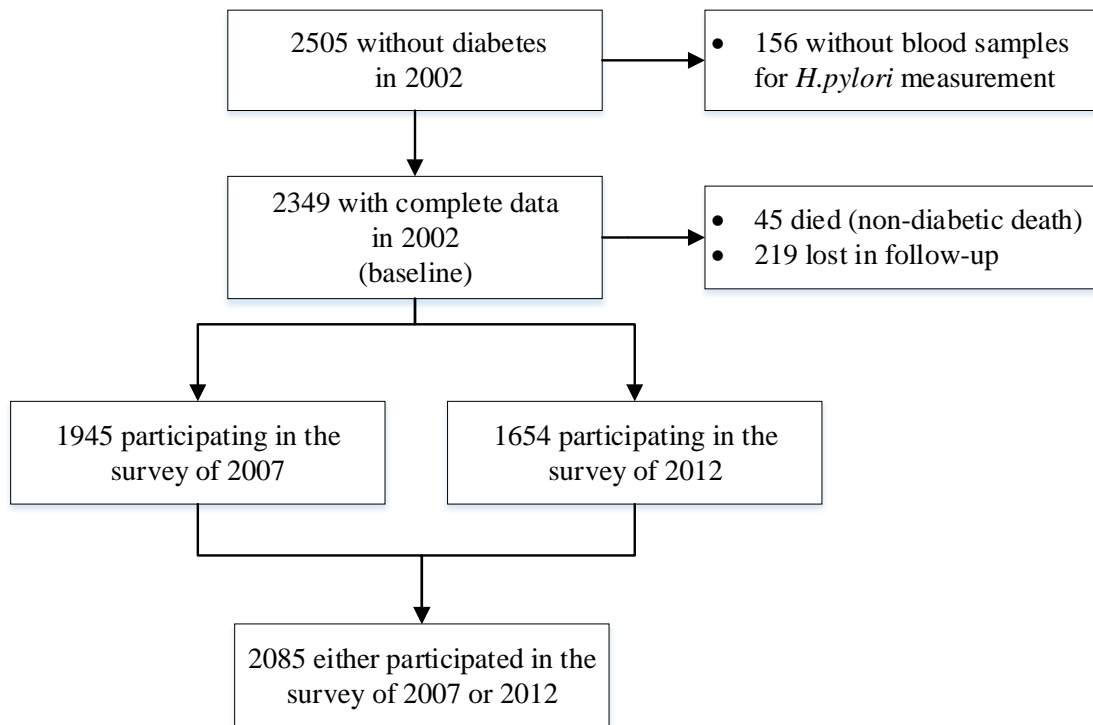 2505 without diabetes
in 2002
• 156 without blood samples
for H.pylori measurement
2349 with complete data
in 2002
(baseline)
• 45 died (non-diabetic death)
• 219 lost in follow-up
1945 participating in the
survey of 2007
1654 participating in the
survey of 2012
2085 either participated in the
survey of 2007 or 2012